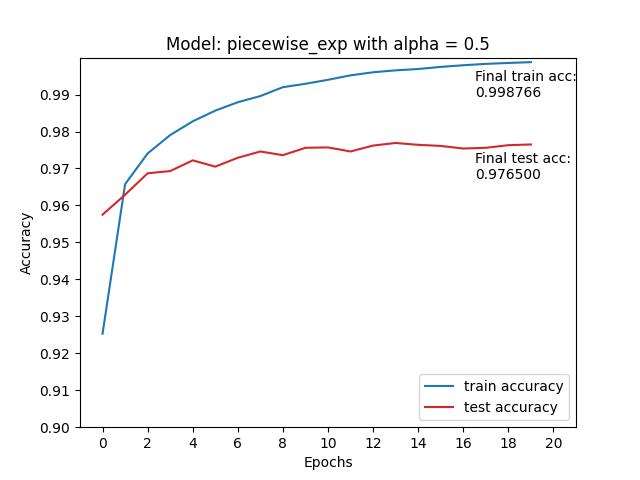 Model: piecewise_exp with alpha = 0.5
Final train acc:
0.998766
Final test acc:
0.976500
0.99
0.98
0.97
0.96
0.95
0.94
0.93
0.92
0.91
0.90
Accuracy
train accuracy
test accuracy
0 2 4 6 8 10 12 14 16 18 20
Epochs